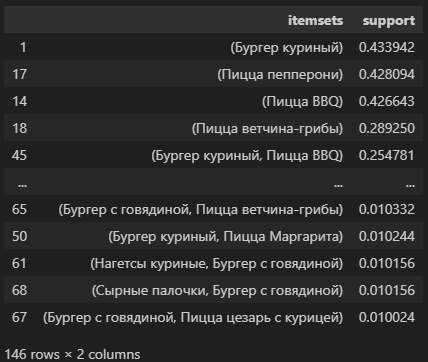 itemsets support
1 (Бургер куриный) 0.433942
17 (Пицца пепперони) 0.428094
14 (Пицца BBQ) 0.426643
18 (Пицца ветчина-грибы) 0.289250
45 (Бургер куриный, Пицца BBQ) 0.254781
... ... ...
65 (Бургер с говядиной, Пицца ветчина-грибы) 0.010332
50 (Бургер куриный, Пицца Маргарита) 0.010244
61 (Нагетсы куриные, Бургер с говядиной) 0.010156
68 (Сырные палочки, Бургер с говядиной) 0.010156
67 (Бургер с говядиной, Пицца цезарь с курицей) 0.010024
146 rows × 2 columns